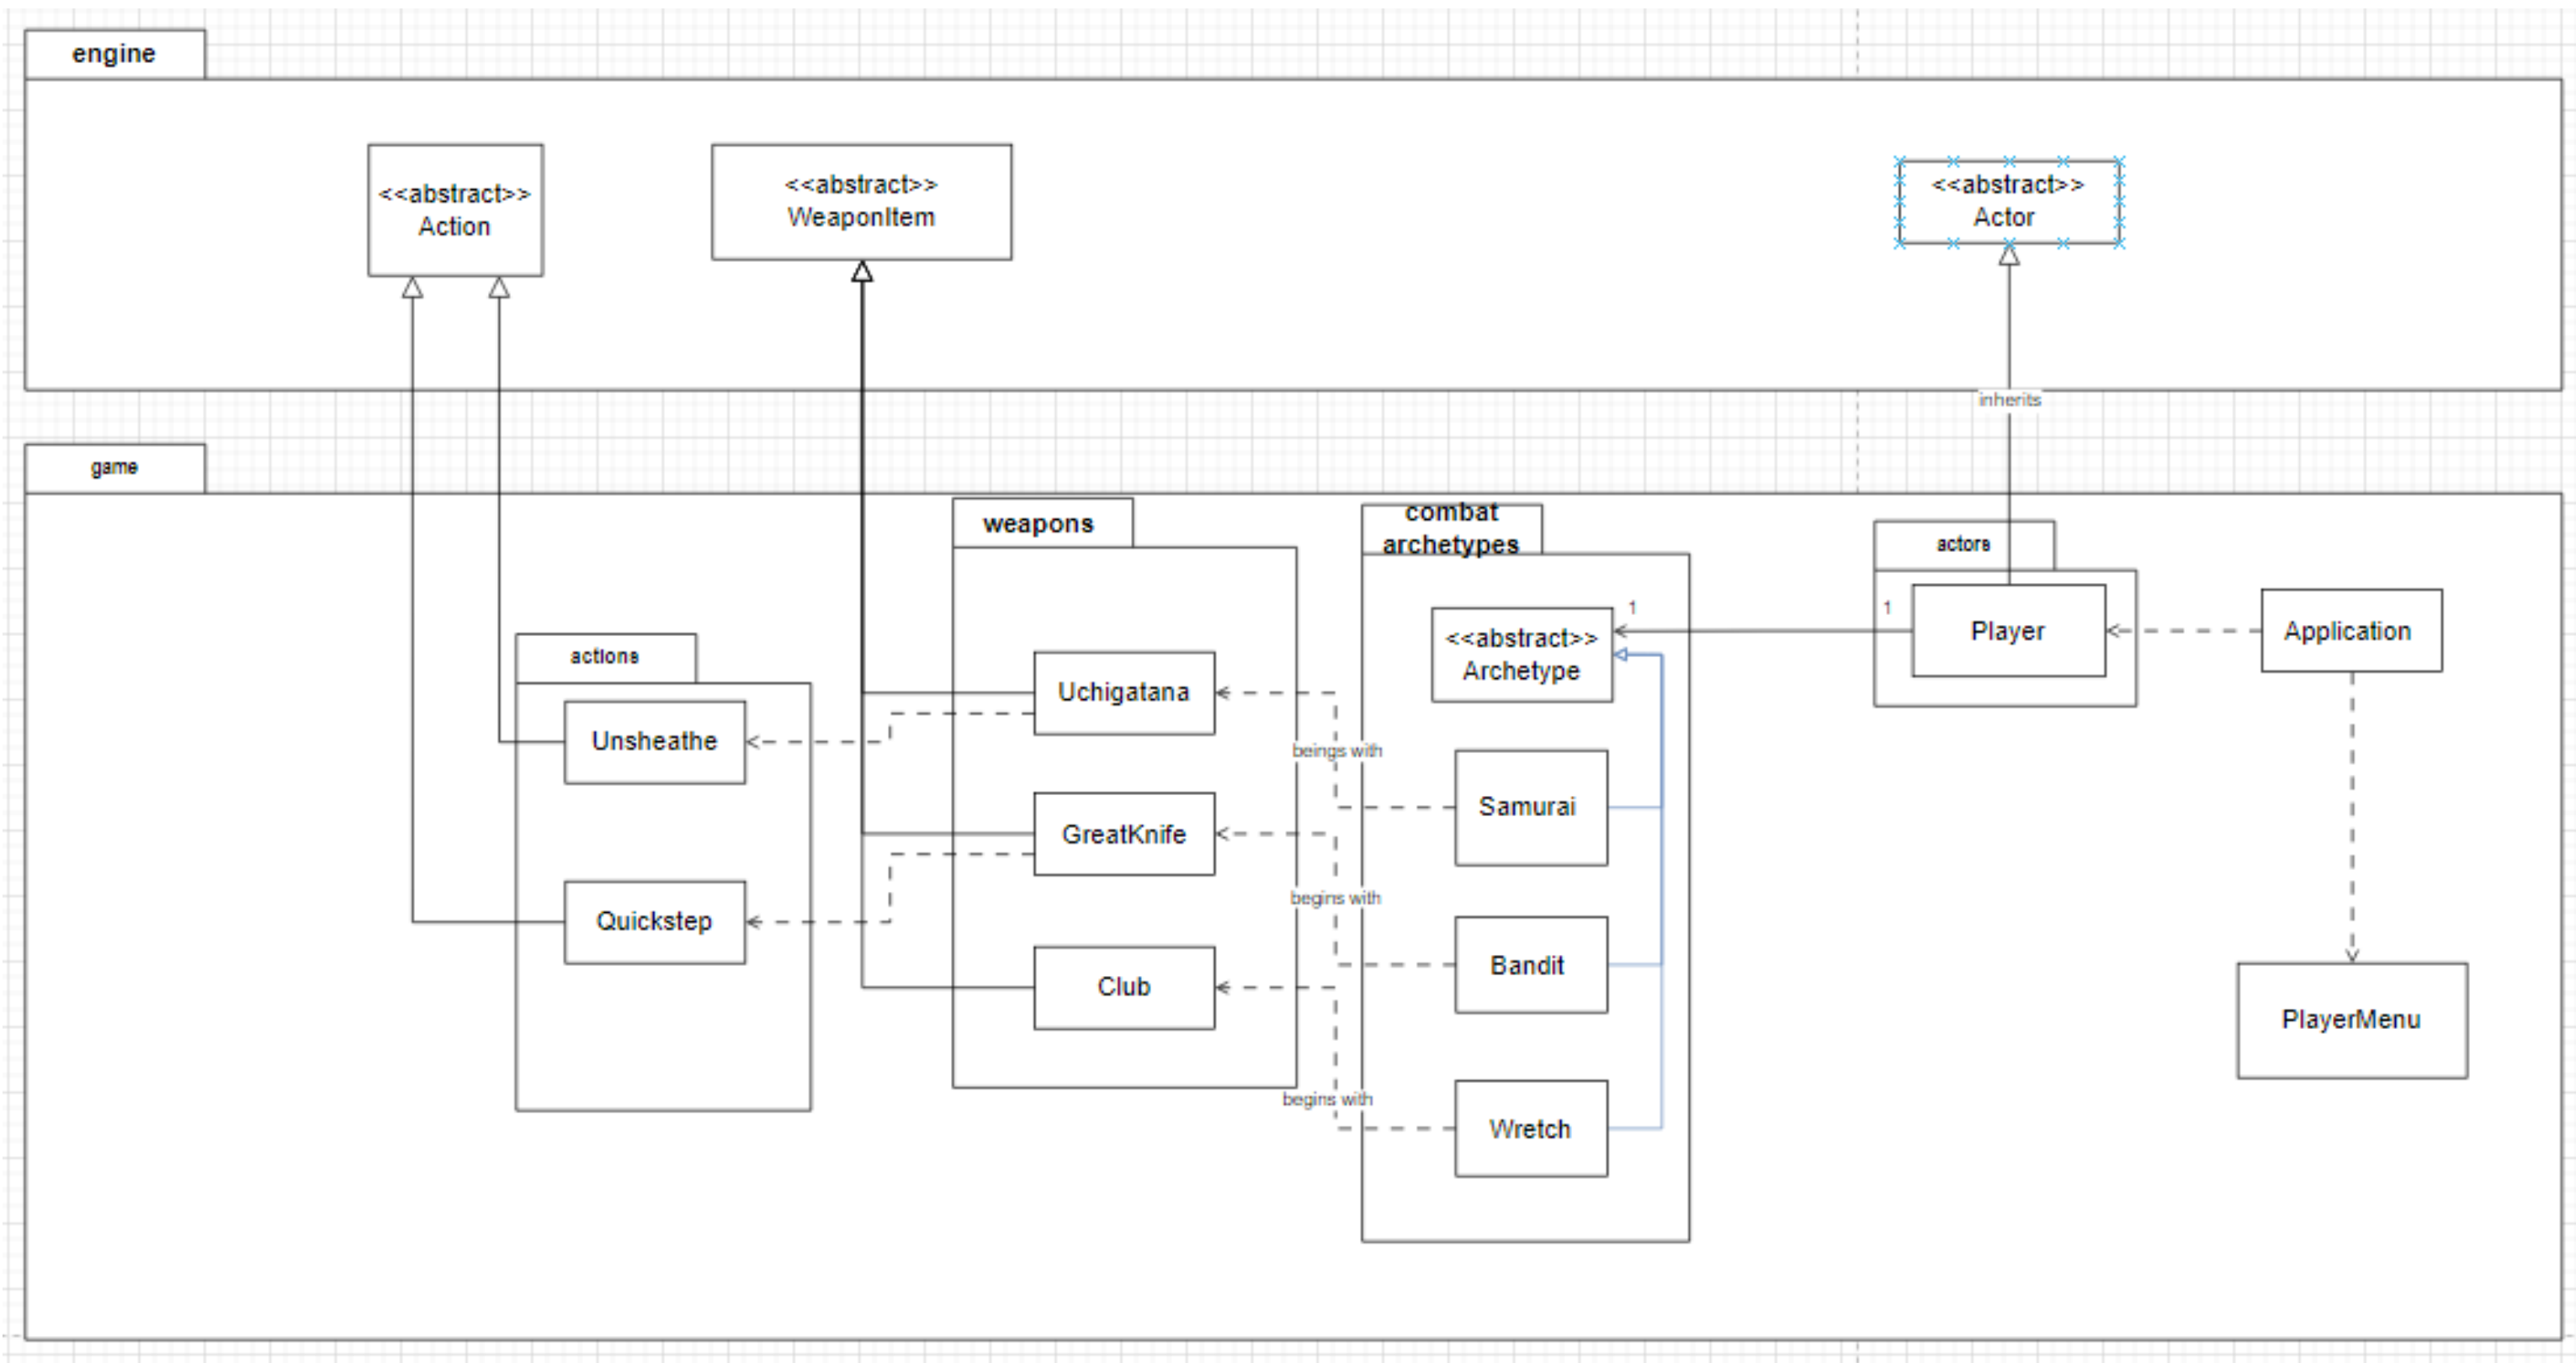 engine
<<abstract>>
Action
<<abstract>>
WeaponItem
<<abstract>>
Actor
inherits
game
weapons
combat
archetypes
actors
actions
<<abstract>>
Archetype
1
1
Player
Application
Uchigatana
Unsheathe
beings with
Samurai
GreatKnife
begins with
Quickstep
Bandit
Club
PlayerMenu
begins with
Wretch